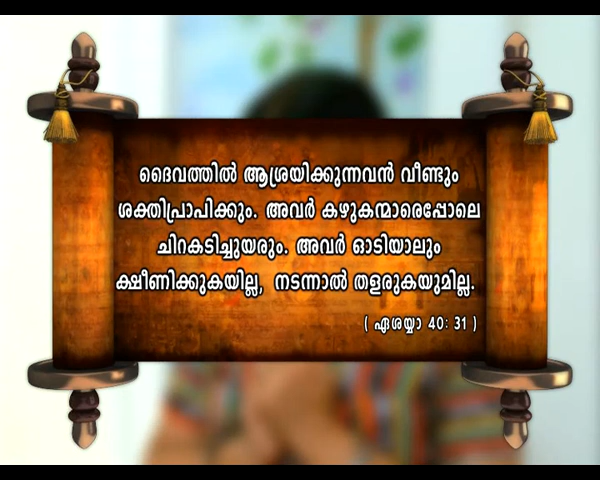 ദൈവത്തിൽ ആശ്രയിക്കുന്നവൻ വീണ്ടും
ശക്തിപ്രാപിക്കും. അവർ കഴുകന്മാരെപ്പോലെ
ചിറകടിച്ചുയരും. അവർ ഓടിയാലും
ക്ഷീണിക്കുകയില്ല, നടന്നാൽ തളരുകയുമില്ല.
( ഏശയ്യാ 40: 31 )